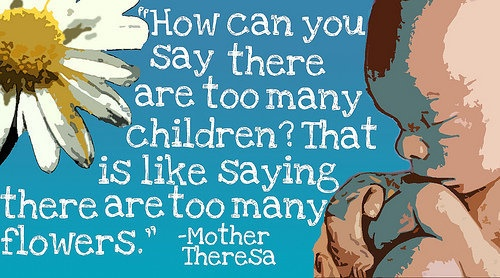 "How can you
say there
are too many
children? That
is like saying
there are too many
flowers."
-Mother
Theresa